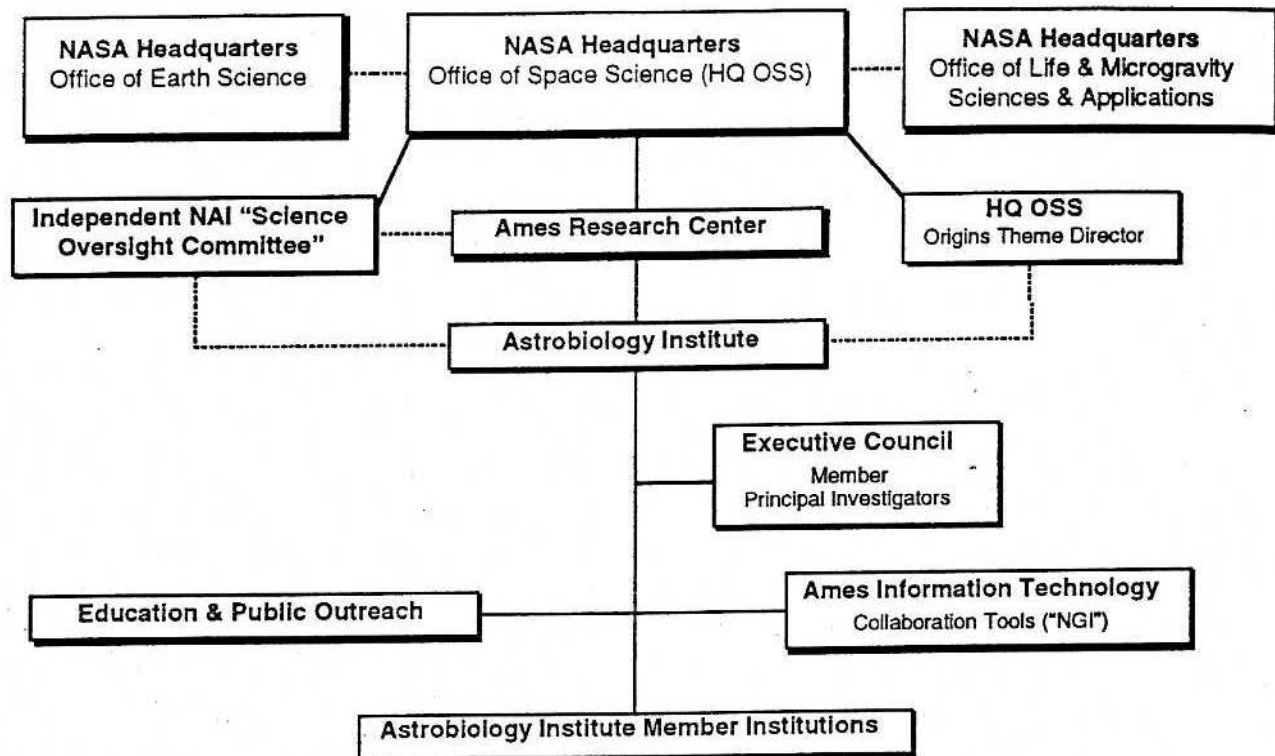 NASA Headquarters
Office of Earth Science
NASA Headquarters
Office of Space Science (HQ OSS)
NASA Headquarters
Office of Life & Microgravity
Sciences & Applications
Independent NAI “Science
Oversight Committee”
Ames Research Center
HQ OSS
Origins Theme Director
Astrobiology Institute
Executive Council
Member
Principal Investigators
Education & Public Outreach
Ames Information Technology
Collaboration Tools ("NGI")
Astrobiology Institute Member Institutions